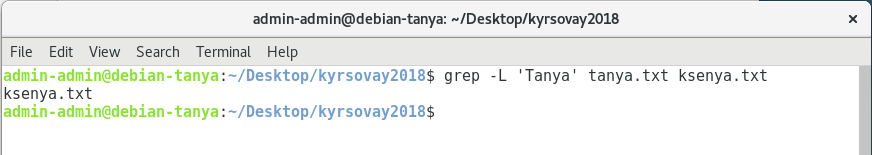 admin-admin@debian-tanya: ~/Desktop/kyrsovay2018
File Edit View Search Terminal Help
admin-admin@debian-tanya:~/Desktop/kyrsovay2018$ grep -L 'Tanya' tanya.txt ksenya.txt
ksenya.txt
admin-admin@debian-tanya:~/Desktop/kyrsovay2018$